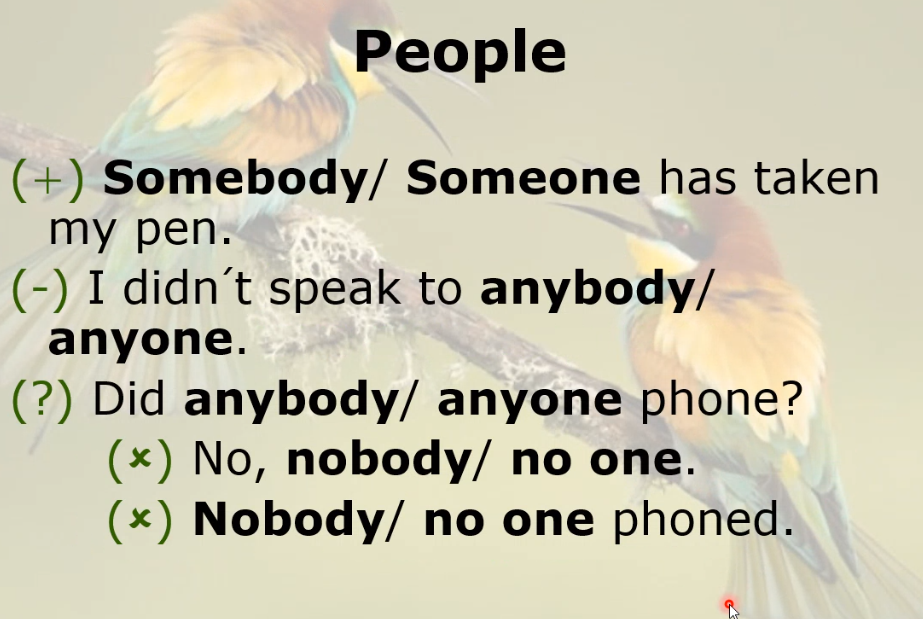 People
(+) Somebody/ Someone has taken
my pen.
(-) I didn´t speak to anybody/
anyone.
(?) Did anybody/ anyone phone?
(×) No, nobody/ no one.
(×) Nobody/ no one phoned.